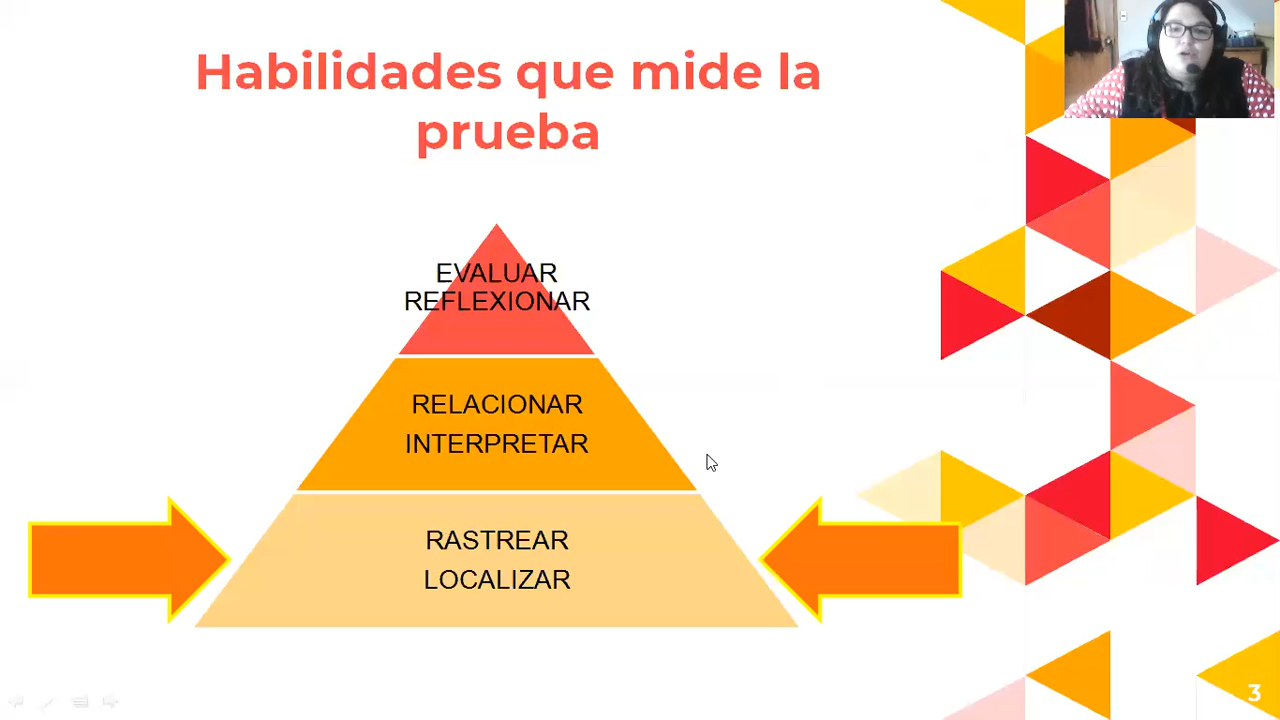 Habilidades que mide la
prueba
EVALUAR
REFLEXIONAR
RELACIONAR
INTERPRETAR
RASTREAR
LOCALIZAR
3